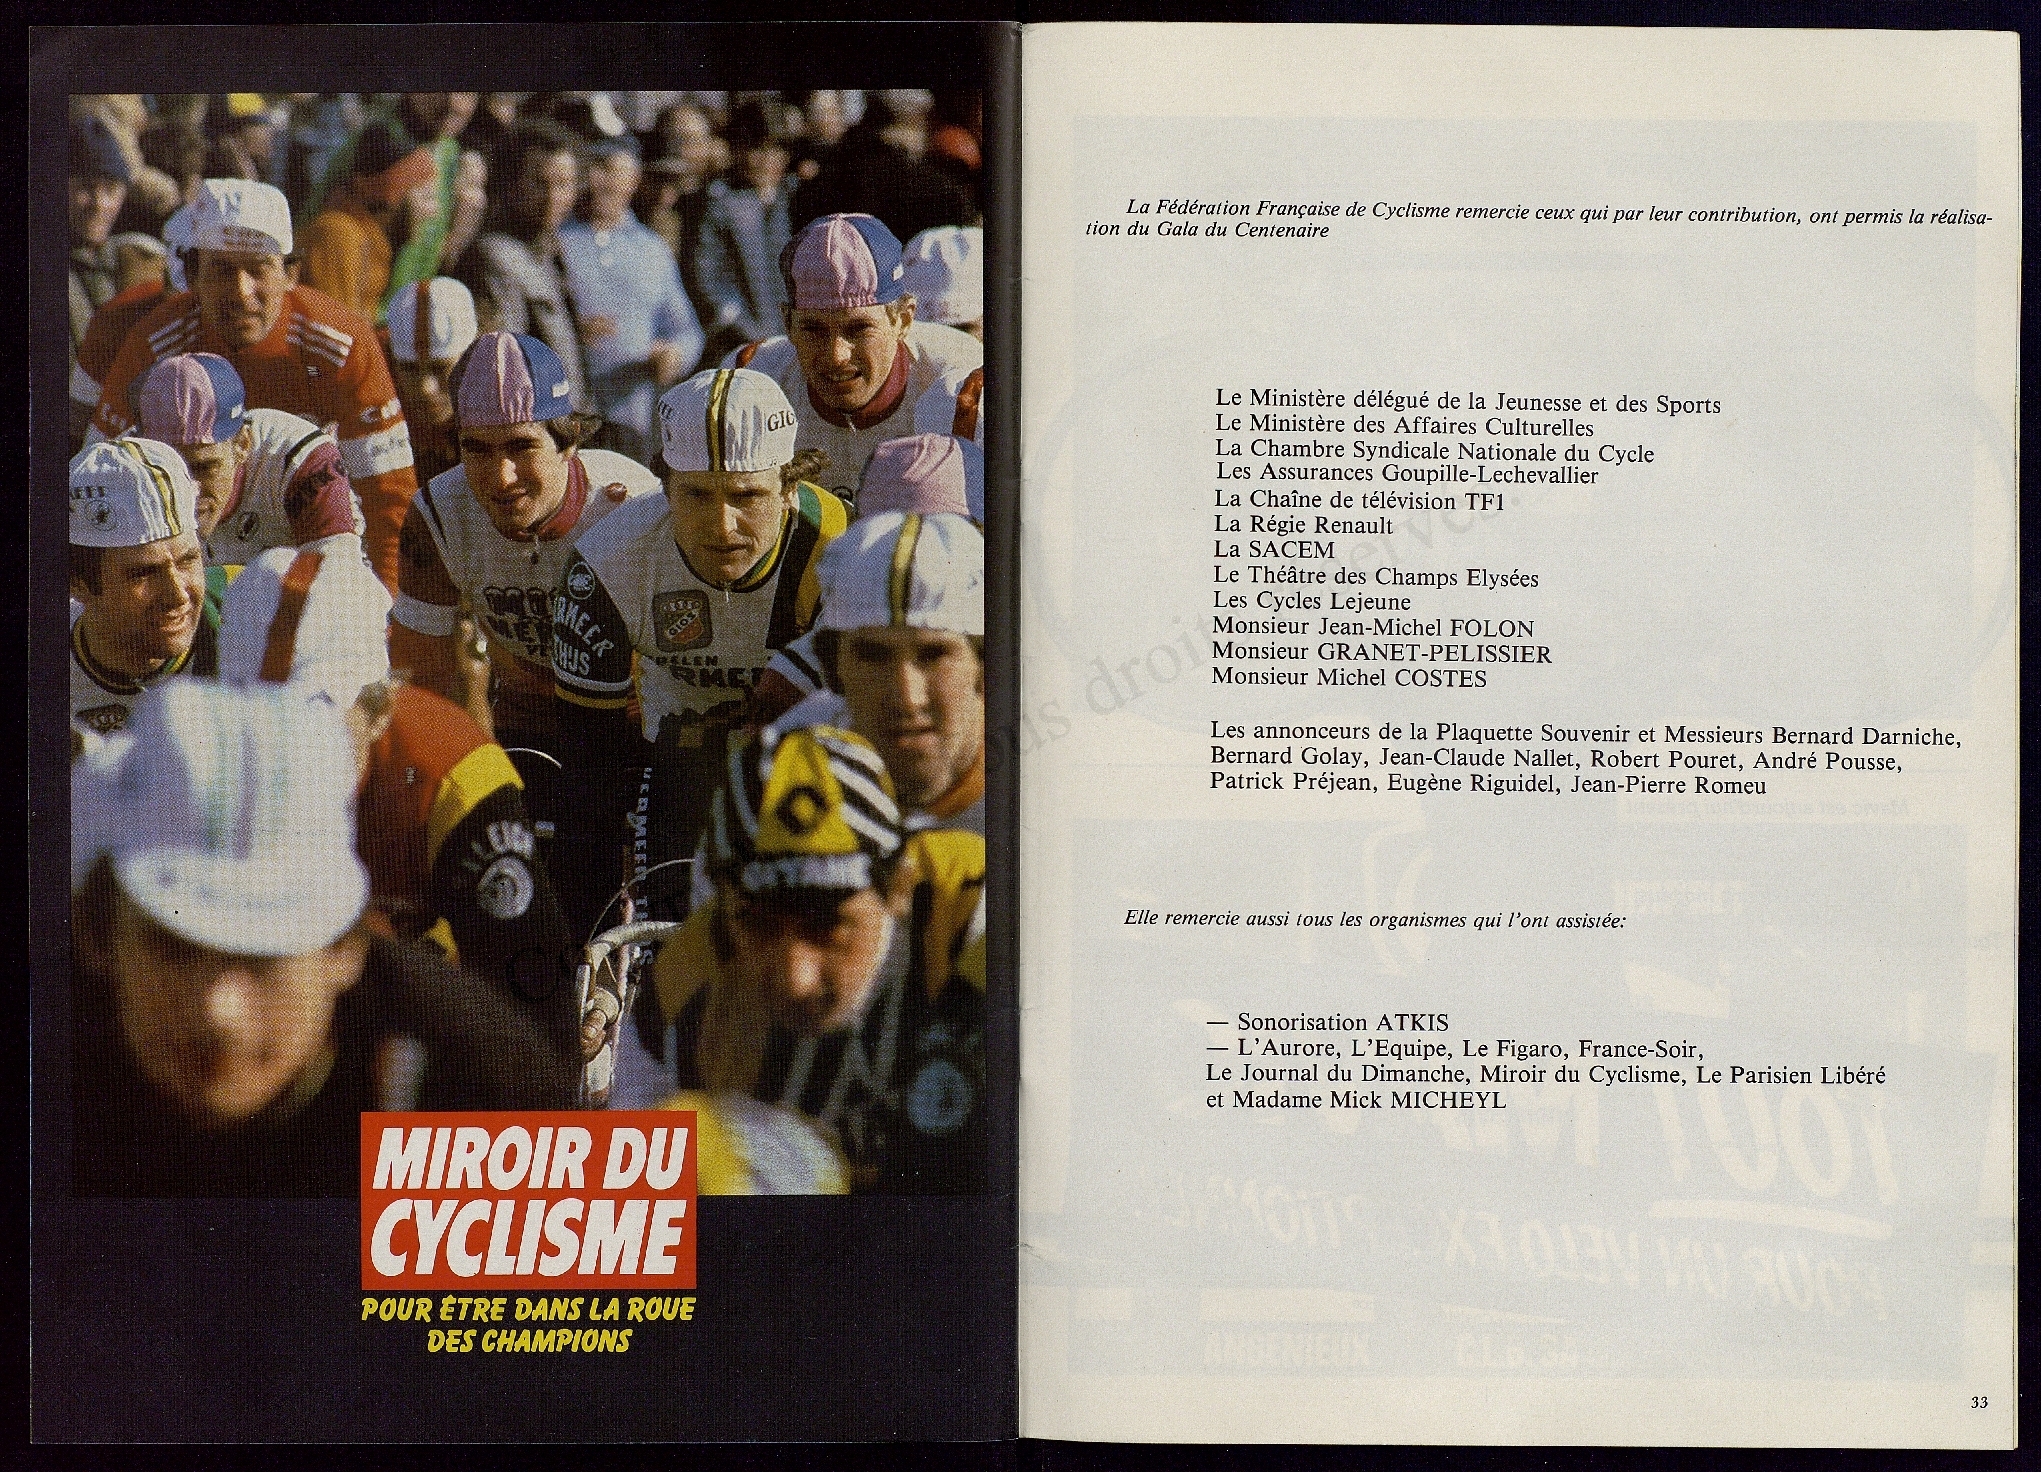 GIO
GIOS
MIROIR DU
CYCLISME
POUR ÊTRE DANS LA ROUE
DES CHAMPIONS
La Fédération Française de Cyclisme remercie ceux qui par leur contribution, ont permis la réalisa-
tion du Gala du Centenaire
Le Ministère délégué de la Jeunesse et des Sports
Le Ministère des Affaires Culturelles
La Chambre Syndicale Nationale du Cycle
Les Assurances Goupille-Lechevallier
La Chaîne de télévision TF1
La Régie Renault
La SACEM
Le Théâtre des Champs Elysées
Les Cycles Lejeune
Monsieur Jean-Michel FOLON
Monsieur GRANET-PELISSIER
Monsieur Michel COSTES
Les annonceurs de la Plaquette Souvenir et Messieurs Bernard Darniche,
Bernard Golay, Jean-Claude Nallet, Robert Pouret, André Pousse,
Patrick Préjean, Eugène Riguidel, Jean-Pierre Romeu
Elle remercie aussi tous les organismes qui l'ont assistée:
— Sonorisation ATKIS
— L'Aurore, L'Equipe, Le Figaro, France-Soir,
Le Journal du Dimanche, Miroir du Cyclisme, Le Parisien Libéré
et Madame Mick MICHEYL
33